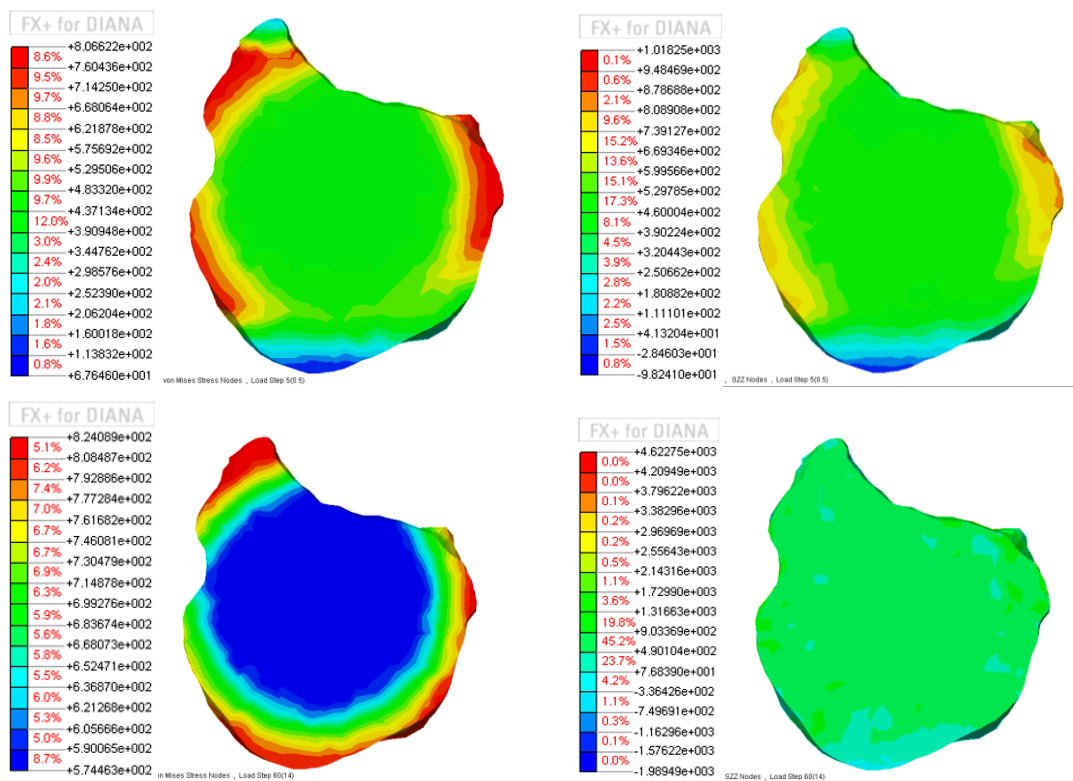 FX+ for DIANA
+8.06622e+002
8.6%
+7.60436e+002
9.5%
+7.14250e+002
9.7%
+6.68064e+002
8.8%
+6.21878e+002
8.5%
+5.75692e+002
9.6%
+5.29506e+002
9.9%
+4.83320e+002
9.7%
+4.37134e+002
12.0%
+3.90948e+002
3.0%
+3.44762e+002
2.4%
+2.98576e+002
2.0%
+2.52390e+002
2.1%
+2.06204e+002
1.8%
+1.60018e+002
1.6%
+1.13832e+002
0.8%
+6.76460e+001
von Mises Stress Nodes , Load Step 5(0.5)
FX+ for DIANA
+1.01825e+003
0.1%
+9.48469e+002
0.6%
+8.78688e+002
2.1%
+8.08908e+002
9.6%
+7.39127e+002
15.2%
+6.69346e+002
13.6%
+5.99566e+002
15.1%
+5.29785e+002
17.3%
+4.60004e+002
8.1%
+3.90224e+002
4.5%
+3.20443e+002
3.9%
+2.50662e+002
2.8%
+1.80882e+002
2.2%
+1.11101e+002
2.5%
+4.13204e+001
1.5%
-2.84603e+001
0.8%
-9.82410e+001
, SZZ Nodes , Load Step 5(0.5)
FX+ for DIANA
+8.24089e+002
5.1%
+8.08487e+002
6.2%
+7.92886e+002
7.4%
+7.77284e+002
7.0%
+7.61682e+002
6.7%
+7.46081e+002
6.7%
+7.30479e+002
6.9%
+7.14878e+002
6.3%
+6.99276e+002
5.9%
+6.83674e+002
5.6%
+6.68073e+002
5.8%
+6.52471e+002
5.5%
+6.36870e+002
6.0%
+6.21268e+002
5.3%
+6.05666e+002
5.0%
+5.90065e+002
8.7%
+5.74463e+002
n Mises Stress Nodes , Load Step 60(14)
FX+ for DIANA
+4.62275e+003
0.0%
+4.20949e+003
0.0%
+3.79622e+003
0.1%
+3.38296e+003
0.2%
+2.96969e+003
0.2%
+2.55643e+003
0.5%
+2.14316e+003
1.1%
+1.72990e+003
3.6%
+1.31663e+003
19.8%
+9.03369e+002
45.2%
+4.90104e+002
23.7%
+7.68390e+001
4.2%
-3.36426e+002
1.1%
-7.49691e+002
0.3%
-1.16296e+003
0.1%
-1.57622e+003
0.0%
-1.98949e+003
SZZ Nodes , Load Step 60(14)